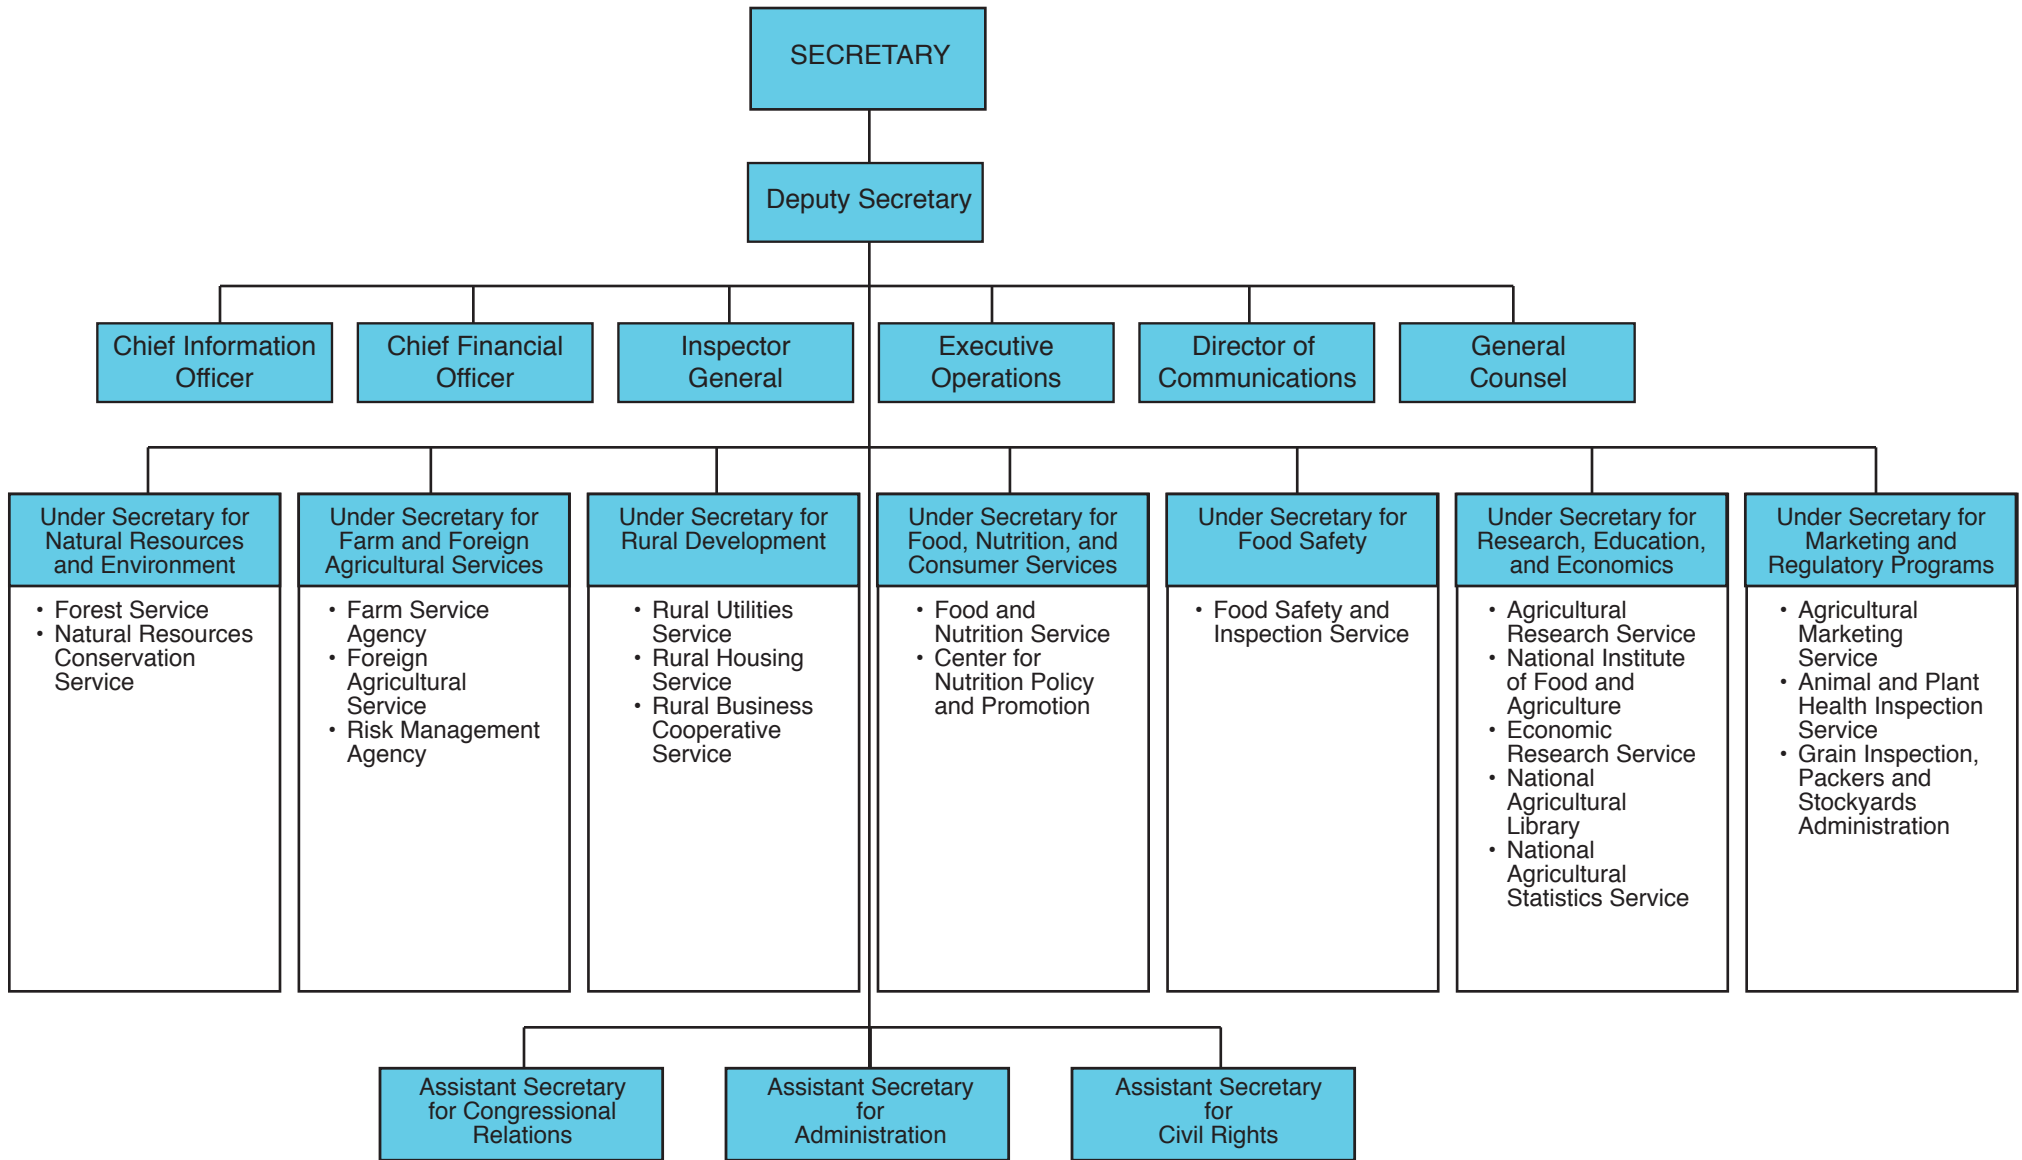 SECRETARY
Deputy Secretary
Chief Information
Officer
Chief Financial
Officer
Inspector
General
Executive
Operations
Director of
Communications
General
Counsel
Under Secretary for
Natural Resources
and Environment
• Forest Service
• Natural Resources
Conservation
Service
Under Secretary for
Farm and Foreign
Agricultural Services
• Farm Service
Agency
• Foreign
Agricultural
Service
• Risk Management
Agency
Under Secretary for
Rural Development
• Rural Utilities
Service
• Rural Housing
Service
• Rural Business
Cooperative
Service
Under Secretary for
Food, Nutrition, and
Consumer Services
• Food and
Nutrition Service
• Center for
Nutrition Policy
and Promotion
Under Secretary for
Food Safety
• Food Safety and
Inspection Service
Under Secretary for
Research, Education,
and Economics
• Agricultural
Research Service
• National Institute
of Food and
Agriculture
• Economic
Research Service
• National
Agricultural
Library
• National
Agricultural
Statistics Service
Under Secretary for
Marketing and
Regulatory Programs
• Agricultural
Marketing
Service
• Animal and Plant
Health Inspection
Service
• Grain Inspection,
Packers and
Stockyards
Administration
Assistant Secretary
for Congressional
Relations
Assistant Secretary
for
Administration
Assistant Secretary
for
Civil Rights